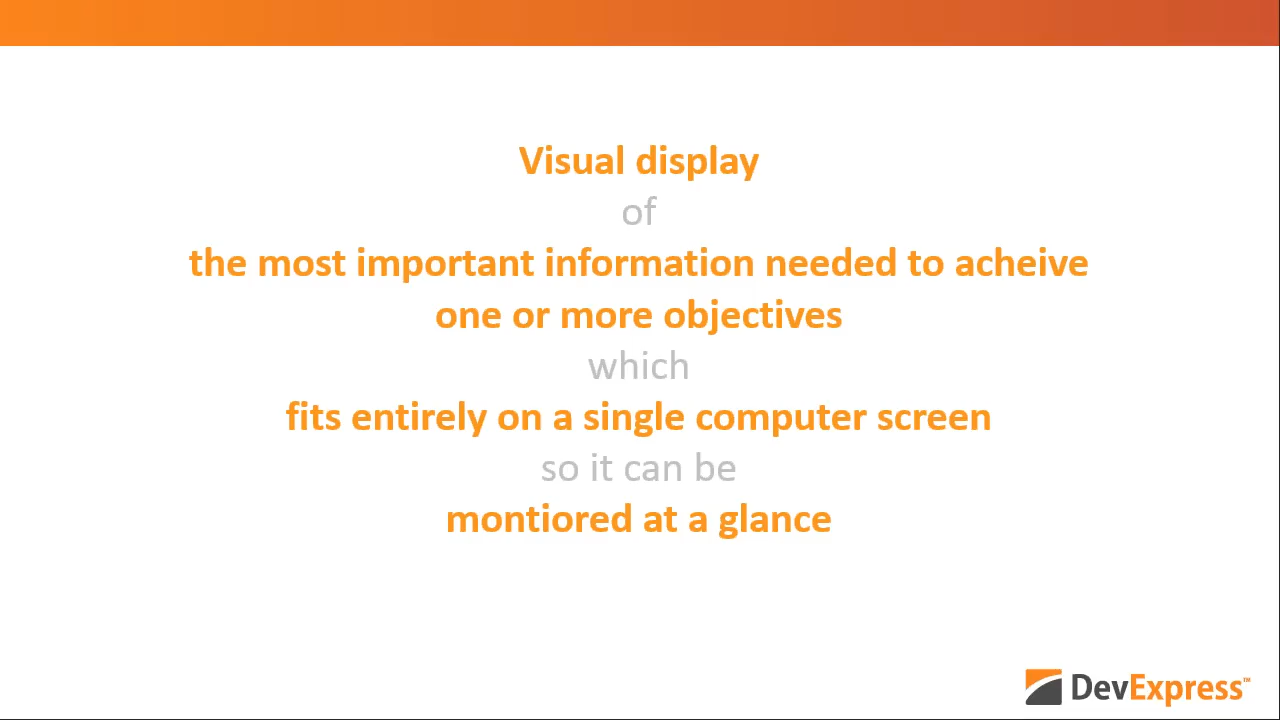 Visual display
of
the most important information needed to acheive
one or more objectives
which
fits entirely on a single computer screen
so it can be
montiored at a glance
DevExpress™